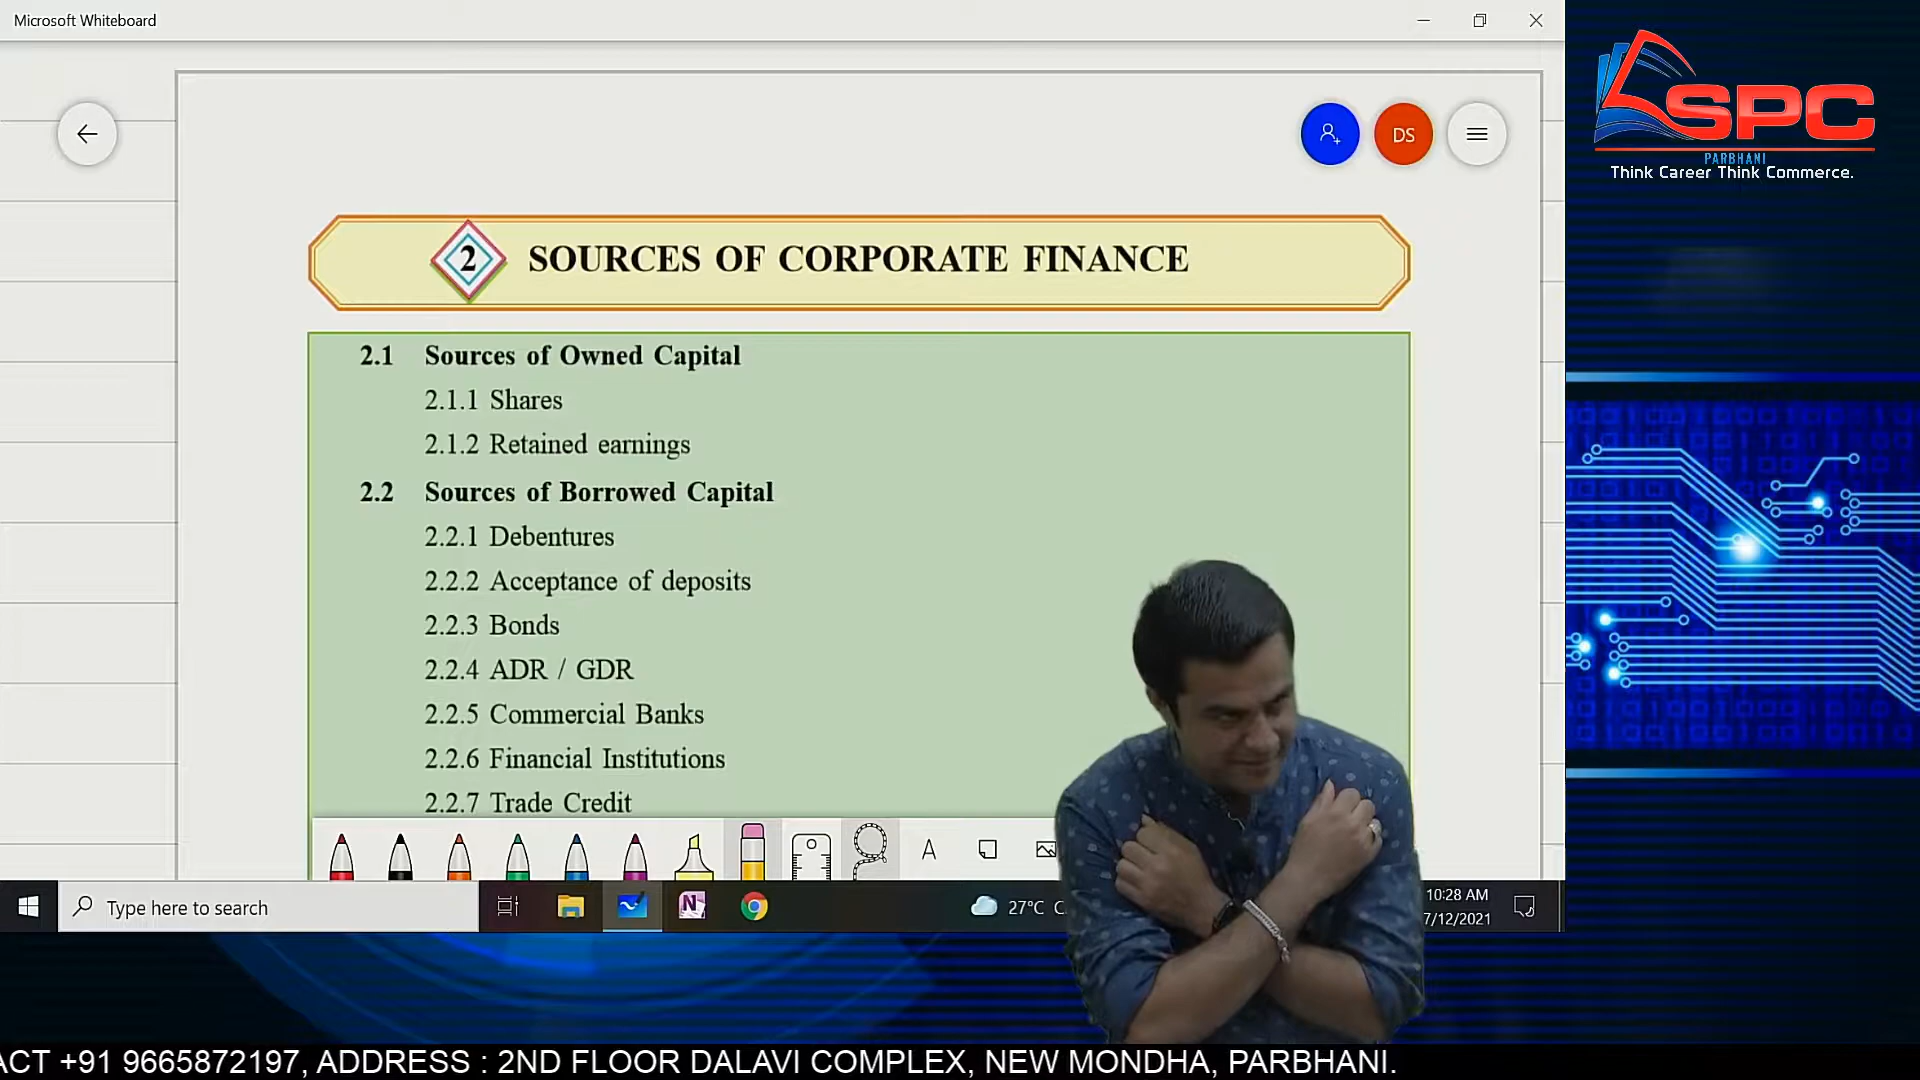 Microsoft Whiteboard
SPC
PARBHANI
Think Career Think Commerce.
DS
2 SOURCES OF CORPORATE FINANCE
2.1 Sources of Owned Capital
2.1.1 Shares
2.1.2 Retained earnings
2.2 Sources of Borrowed Capital
2.2.1 Debentures
2.2.2 Acceptance of deposits
2.2.3 Bonds
2.2.4 ADR / GDR
2.2.5 Commercial Banks
2.2.6 Financial Institutions
2.2.7 Trade Credit
A
Type here to search
N
27°C C
10:28 AM
7/12/2021
ACT +91 9665872197, ADDRESS : 2ND FLOOR DALAVI COMPLEX, NEW MONDHA, PARBHANI.